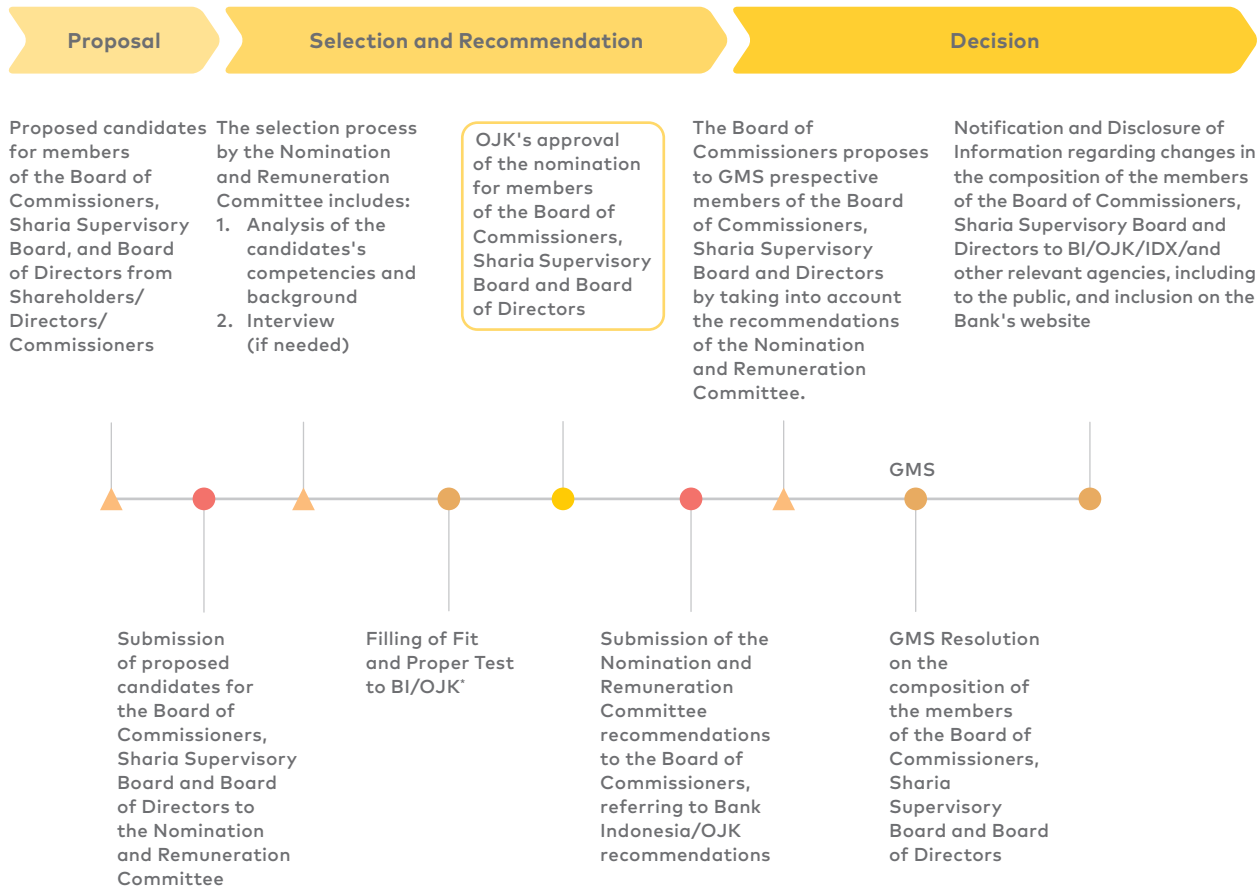 Proposal
Selection and Recommendation
Decision
Proposed candidates
for members
of the Board of
Commissioners,
Sharia Supervisory
Board, and Board
of Directors from
Shareholders/
Directors/
Commissioners
The selection process
by the Nomination
and Remuneration
Committee includes:
1. Analysis of the
candidates's
competencies and
background
2. Interview
(if needed)
OJK's approval
of the nomination
for members
of the Board of
Commissioners,
Sharia Supervisory
Board and Board
of Directors
The Board of
Commissioners proposes
to GMS prespective
members of the Board
of Commissioners,
Sharia Supervisory
Board and Directors
by taking into account
the recommendations
of the Nomination
and Remuneration
Committee.
Notification and Disclosure of
Information regarding changes in
the composition of the members
of the Board of Commissioners,
Sharia Supervisory Board and
Directors to BI/OJK/IDX/and
other relevant agencies, including
to the public, and inclusion on the
Bank's website
GMS
Submission
of proposed
candidates for
the Board of
Commissioners,
Sharia Supervisory
Board and Board
of Directors to
the Nomination
and Remuneration
Committee
Filling of Fit
and Proper Test
to BI/OJK*
Submission of the
Nomination and
Remuneration
Committee
recommendations
to the Board of
Commissioners,
referring to Bank
Indonesia/OJK
recommendations
GMS Resolution
on the
composition of
the members
of the Board of
Commissioners,
Sharia
Supervisory
Board and Board
of Directors